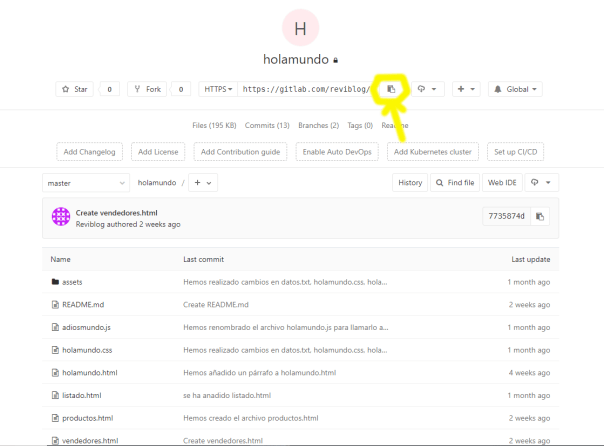 H
holamundo
Star 0 Fork 0 HTTPS https://gitlab.com/reviblog/ + Global
Files (195 KB) Commits (13) Branches (2) Tags (0) Readme
Add Changelog Add License Add Contribution guide Enable Auto DevOps Add Kubernetes cluster Set up CI/CD
master holamundo / + History Find file Web IDE
Create vendedores.html
Reviblog authored 2 weeks ago
7735874d
Name Last commit Last update
assets Hemos realizado cambios en datos.txt, holamundo.css, hola... 1 month ago
README.md Create README.md 2 weeks ago
adiosmundo.js Hemos renombrado el archivo holamundo.js para llamarlo a... 1 month ago
holamundo.css Hemos realizado cambios en datos.txt, holamundo.css, hola... 1 month ago
holamundo.html Hemos añadido un párrafo a holamundo.html 4 weeks ago
listado.html se ha anadido listado.html 1 month ago
productos.html Hemos creado el archivo productos.html 2 weeks ago
vendedores.html Create vendedores.html 2 weeks ago